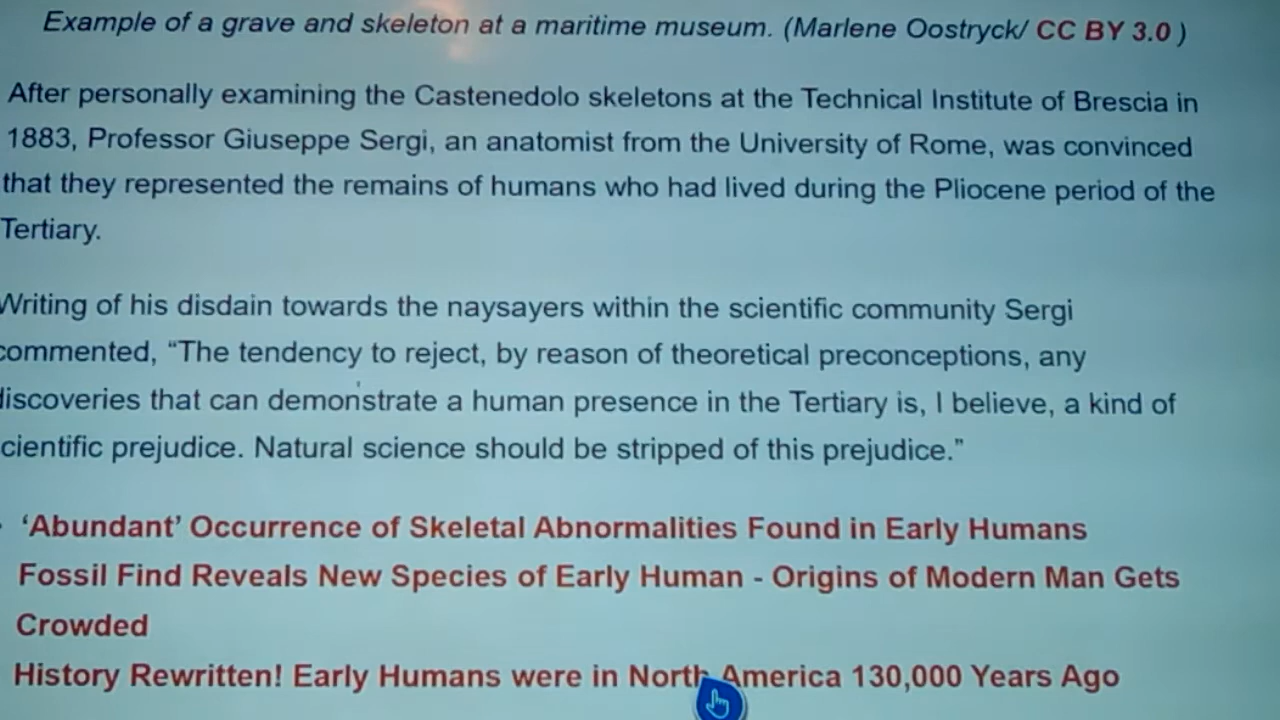 Example of a grave and skeleton at a maritime museum. (Marlene Oostryck/ CC BY 3.0 )
After personally examining the Castenedolo skeletons at the Technical Institute of Brescia in
1883, Professor Giuseppe Sergi, an anatomist from the University of Rome, was convinced
that they represented the remains of humans who had lived during the Pliocene period of the
Tertiary.
Writing of his disdain towards the naysayers within the scientific community Sergi
commented, “The tendency to reject, by reason of theoretical preconceptions, any
discoveries that can demonstrate a human presence in the Tertiary is, I believe, a kind of
cientific prejudice. Natural science should be stripped of this prejudice.”
‘Abundant’ Occurrence of Skeletal Abnormalities Found in Early Humans
Fossil Find Reveals New Species of Early Human - Origins of Modern Man Gets
Crowded
History Rewritten! Early Humans were in North America 130,000 Years Ago